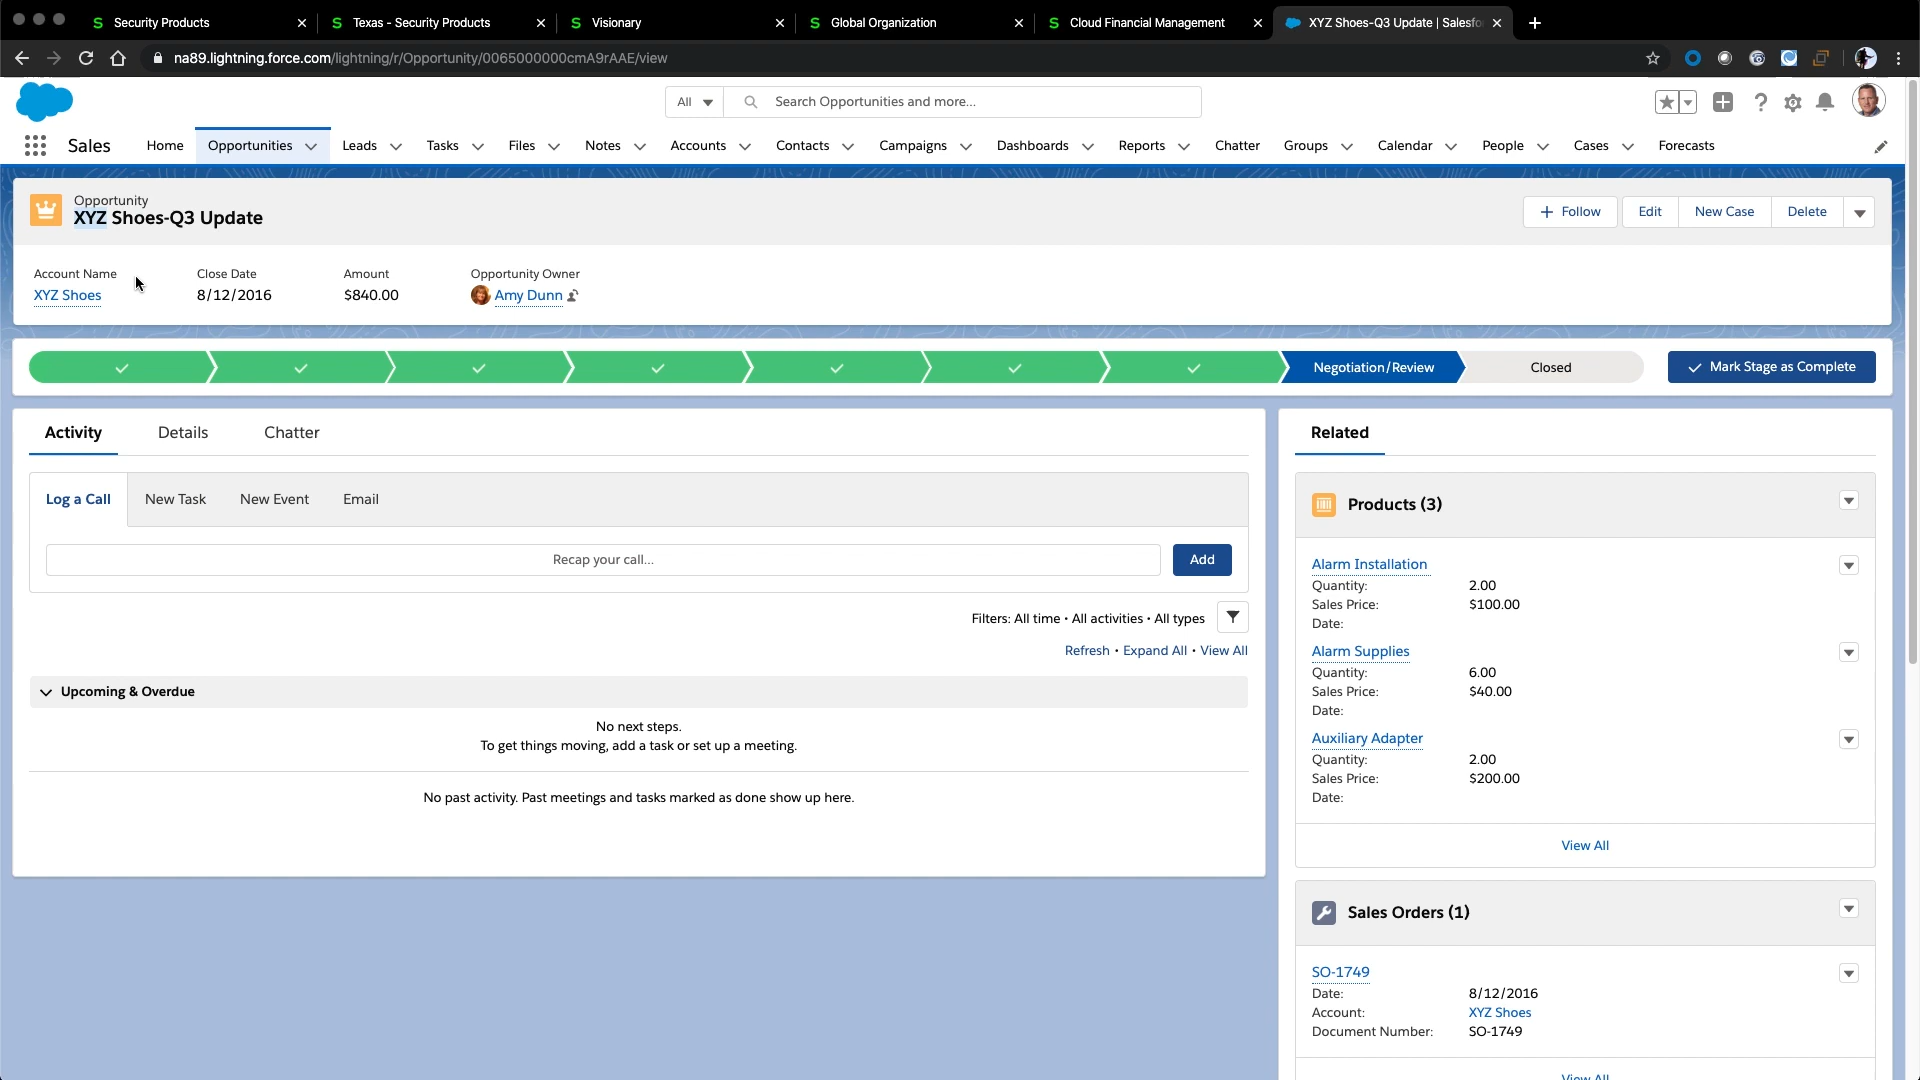 Security Products
Texas - Security Products
Visionary
Global Organization
Cloud Financial Management
XYZ Shoes-Q3 Update | Salesfo
na89.lightning.force.com/lightning/r/Opportunity/0065000000cmA9rAAE/view
All
Search Opportunities and more...
Sales
Home
Opportunities
Leads
Tasks
Files
Notes
Accounts
Contacts
Campaigns
Dashboards
Reports
Chatter
Groups
Calendar
People
Cases
Forecasts
Opportunity
XYZ Shoes-Q3 Update
Follow
Edit
New Case
Delete
Account Name
XYZ Shoes
Close Date
8/12/2016
Amount
$840.00
Opportunity Owner
Amy Dunn
Negotiation/Review
Closed
Mark Stage as Complete
Activity
Details
Chatter
Log a Call
New Task
New Event
Email
Recap your call...
Add
Filters: All time • All activities • All types
Refresh • Expand All • View All
Upcoming & Overdue
No next steps.
To get things moving, add a task or set up a meeting.
No past activity. Past meetings and tasks marked as done show up here.
Related
Products (3)
Alarm Installation
Quantity: 2.00
Sales Price: $100.00
Date:
Alarm Supplies
Quantity: 6.00
Sales Price: $40.00
Date:
Auxiliary Adapter
Quantity: 2.00
Sales Price: $200.00
Date:
View All
Sales Orders (1)
SO-1749
Date: 8/12/2016
Account: XYZ Shoes
Document Number: SO-1749
View All